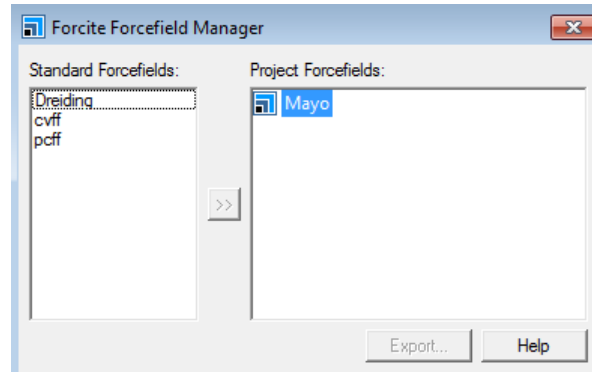 Forcite Forcefield Manager
Standard Forcefields:
Dreiding
cvff
pcff
>>
Project Forcefields:
Mayo
Export...
Help